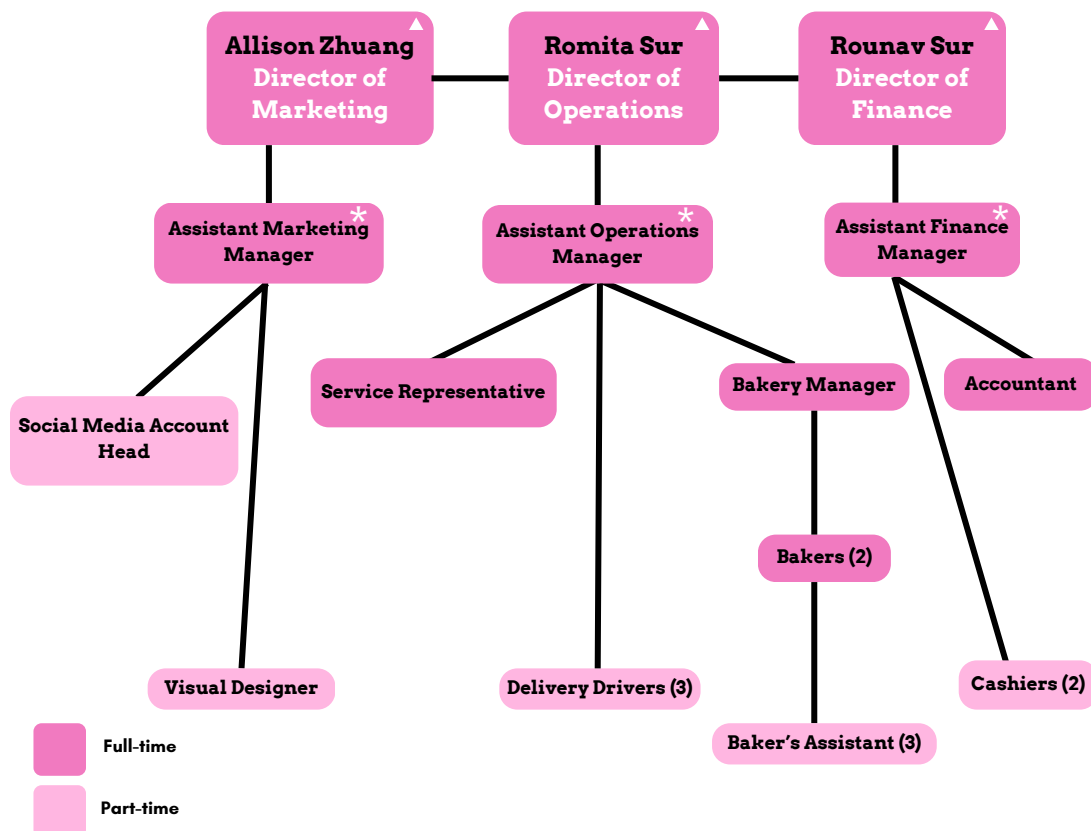 Allison Zhuang
Director of
Marketing
Romita Sur
Director of
Operations
Rounav Sur
Director of
Finance
Assistant Marketing
Manager
*
Assistant Operations
Manager
*
Assistant Finance
Manager
*
Social Media Account
Head
Service Representative
Bakery Manager
Accountant
Bakers (2)
Visual Designer
Delivery Drivers (3)
Cashiers (2)
Baker’s Assistant (3)
Full-time
Part-time